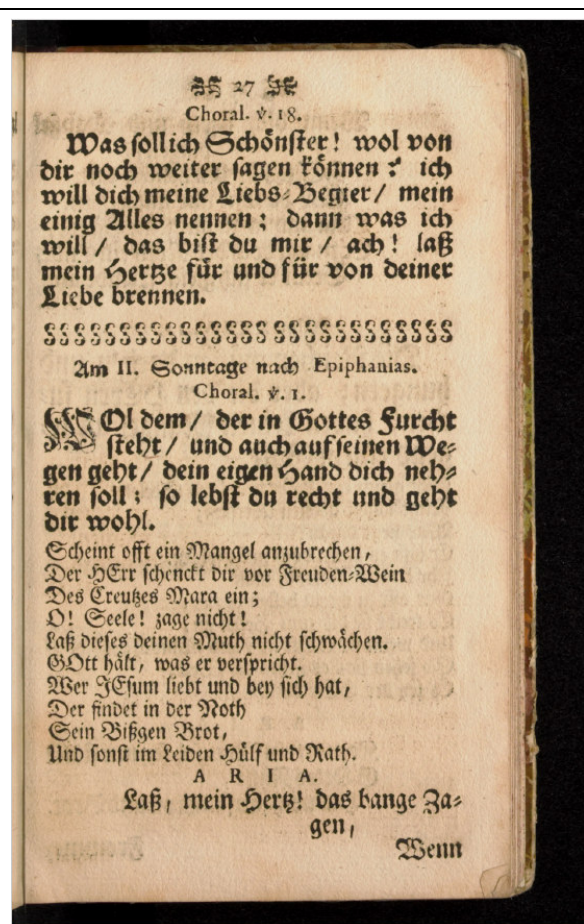 27
Choral. v. 18.
Was soll ich Schönster! wol von
dir noch weiter sagen können? ich
will dich meine Liebs-Begier/ mein
einig Alles nennen; dann was ich
will / das bist du mir / ach! laß
mein Hertze für und für von deiner
Liebe brennen.
Am II. Sonntage nach Epiphanias.
Choral. v. 1.
WOl dem/ der in Gottes Furcht
steht/ und auch auf seinen We-
gen geht/ dein eigen Hand dich neh-
ren soll; so lebst du recht und geht
dir wohl.
Scheint offt ein Mangel anzubrechen,
Der HErr schenckt dir vor Freuden-Wein
Des Creutzes Mara ein;
O! Seele! zage nicht!
Laß dieses deinen Muth nicht schwächen.
GOtt hält, was er verspricht.
Wer JEsum liebt und bey sich hat,
Der findet in der Noth
Sein Bißgen Brot,
Und sonst im Leiden Hülf und Rath.
ARIA.
Laß, mein Hertz! das bange Za-
gen,
Wenn